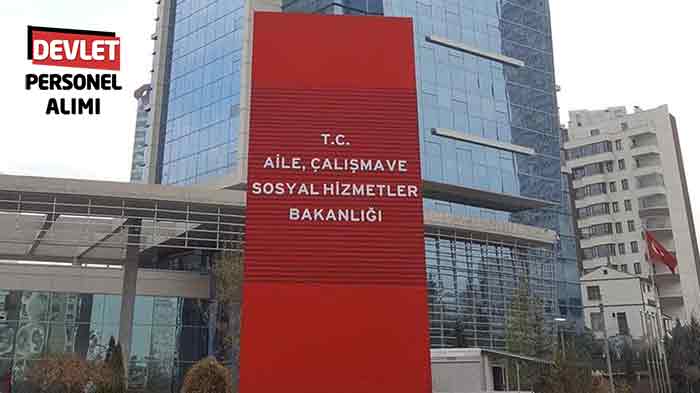 DEVLET
PERSONEL
ALIMI
T.C.
AİLE, ÇALIŞMA VE
SOSYAL HİZMETLER
BAKANLIĞI